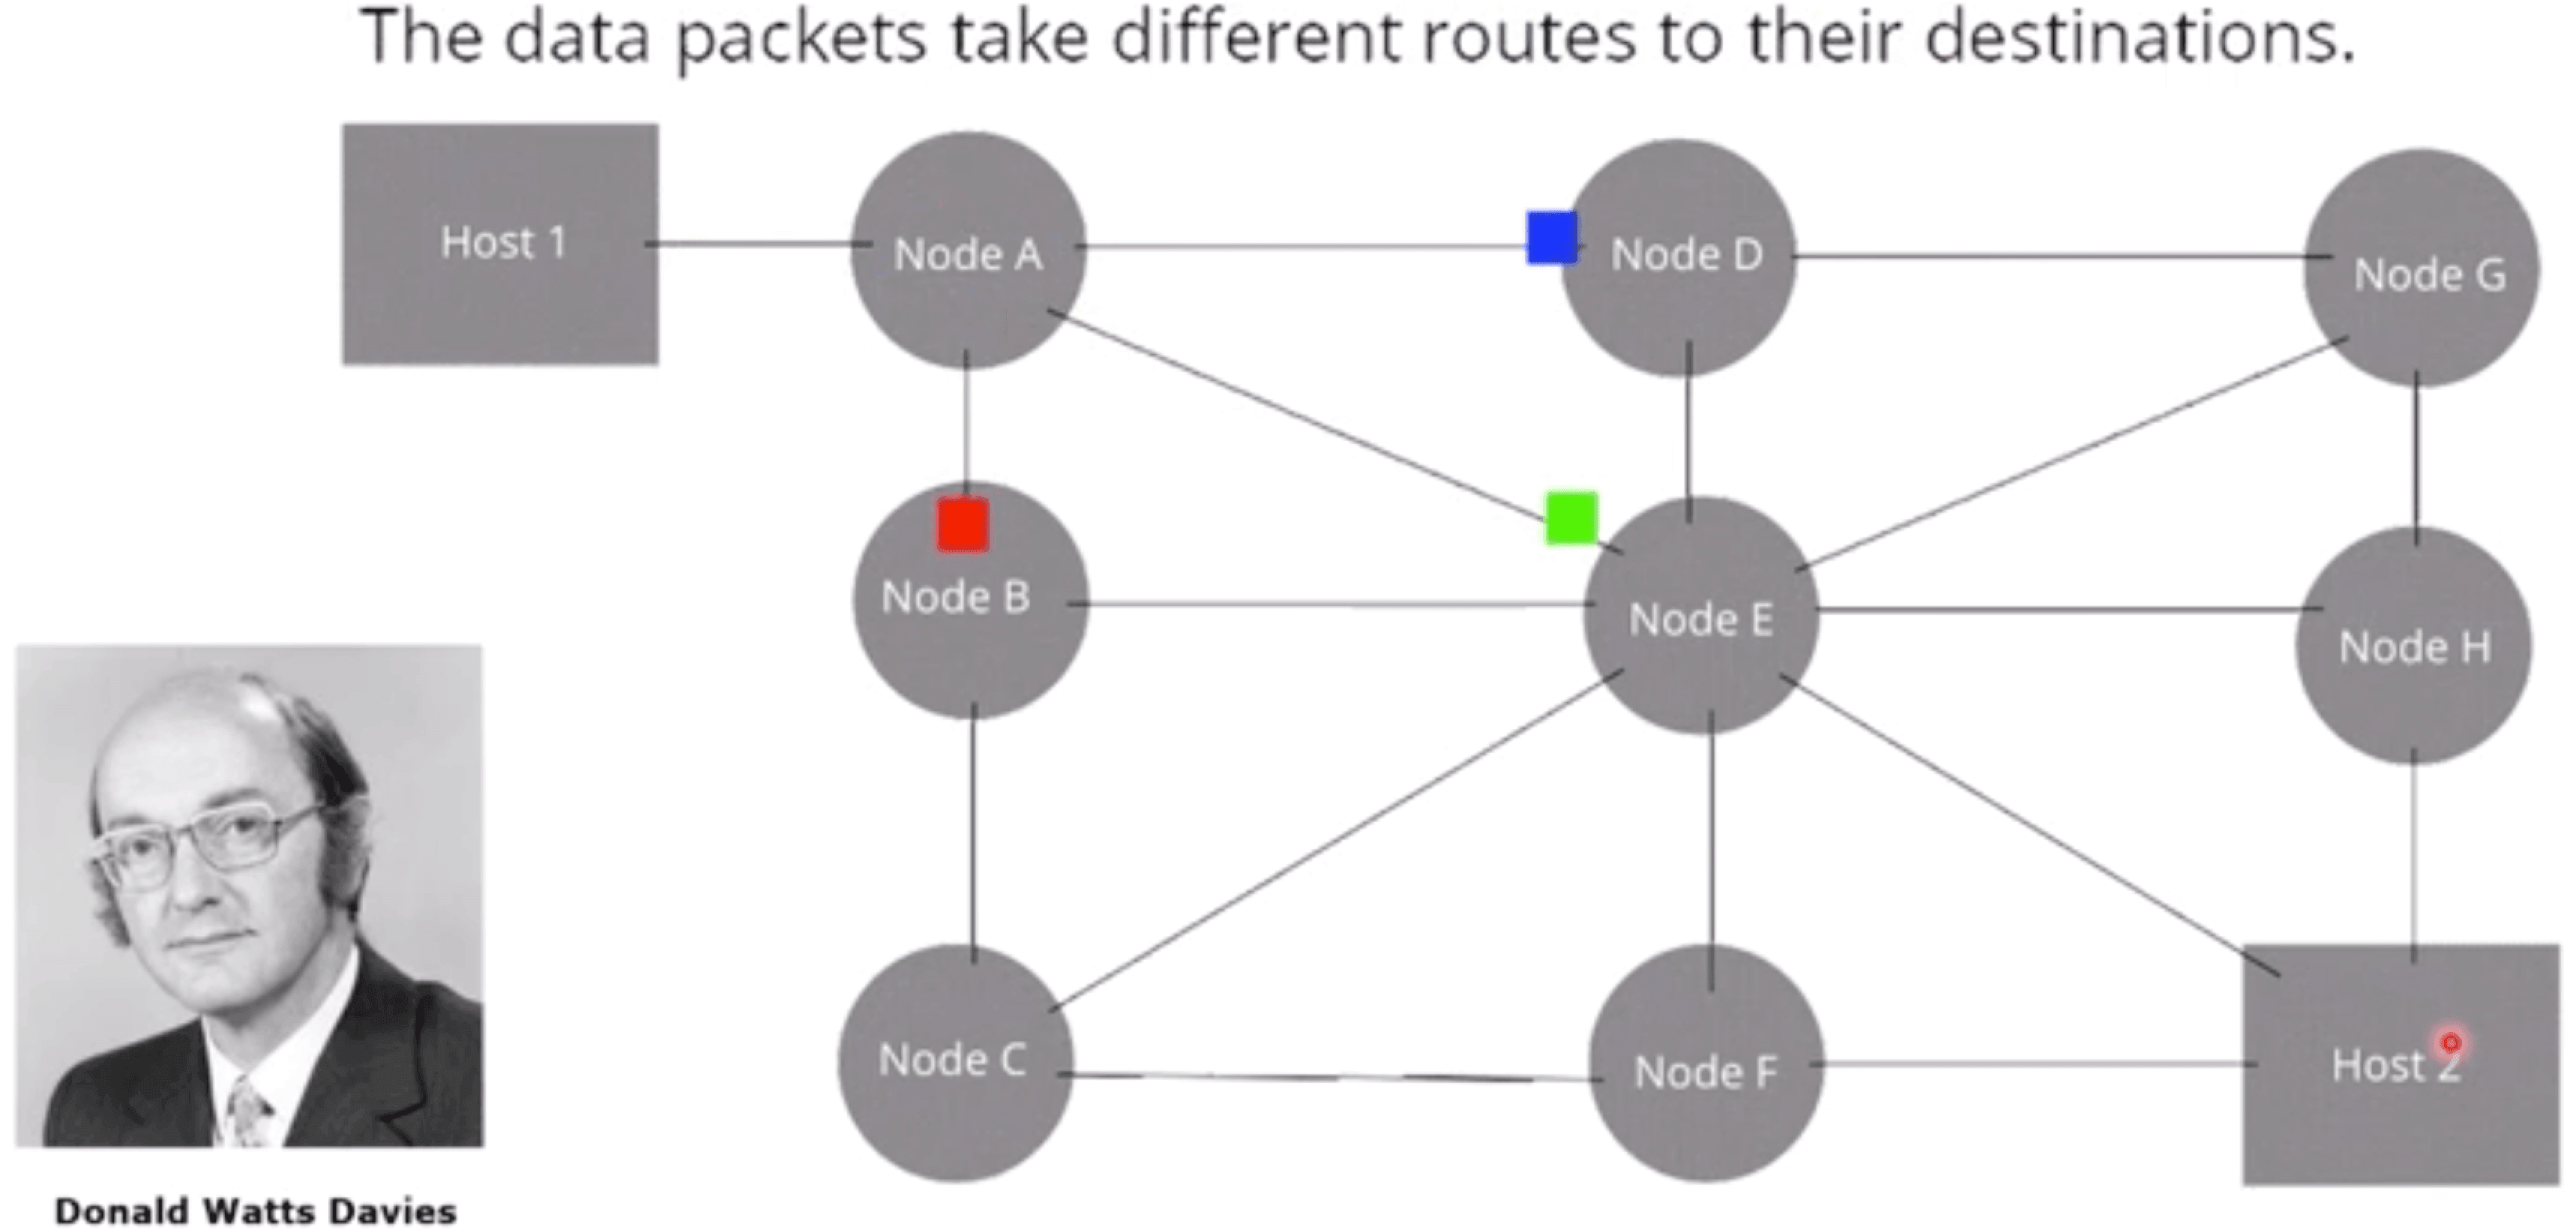 The data packets take different routes to their destinations.
Host 1
Node A
Node D
Node G
Node B
Node E
Node H
Node C
Node F
Host 2
Donald Watts Davies